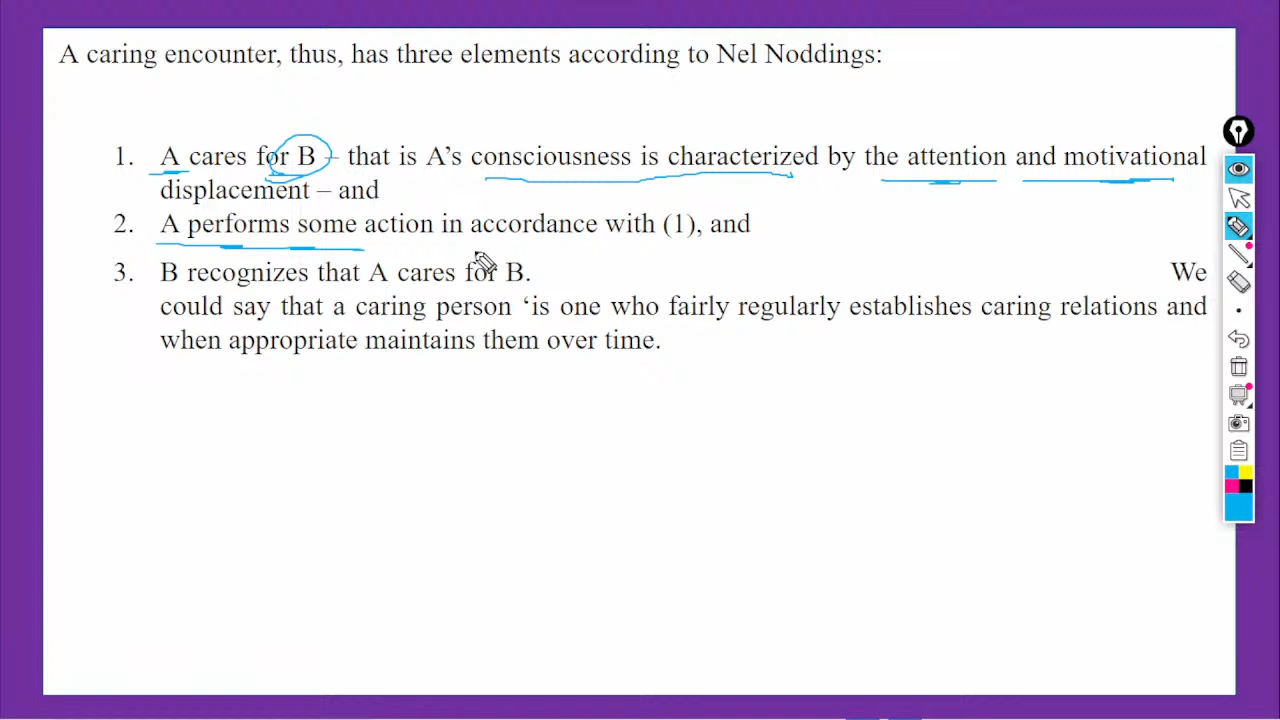 A caring encounter, thus, has three elements according to Nel Noddings:
1. A cares for B – that is A’s consciousness is characterized by the attention and motivational
displacement – and
2. A performs some action in accordance with (1), and
3. B recognizes that A cares for B. We
could say that a caring person ‘is one who fairly regularly establishes caring relations and
when appropriate maintains them over time.